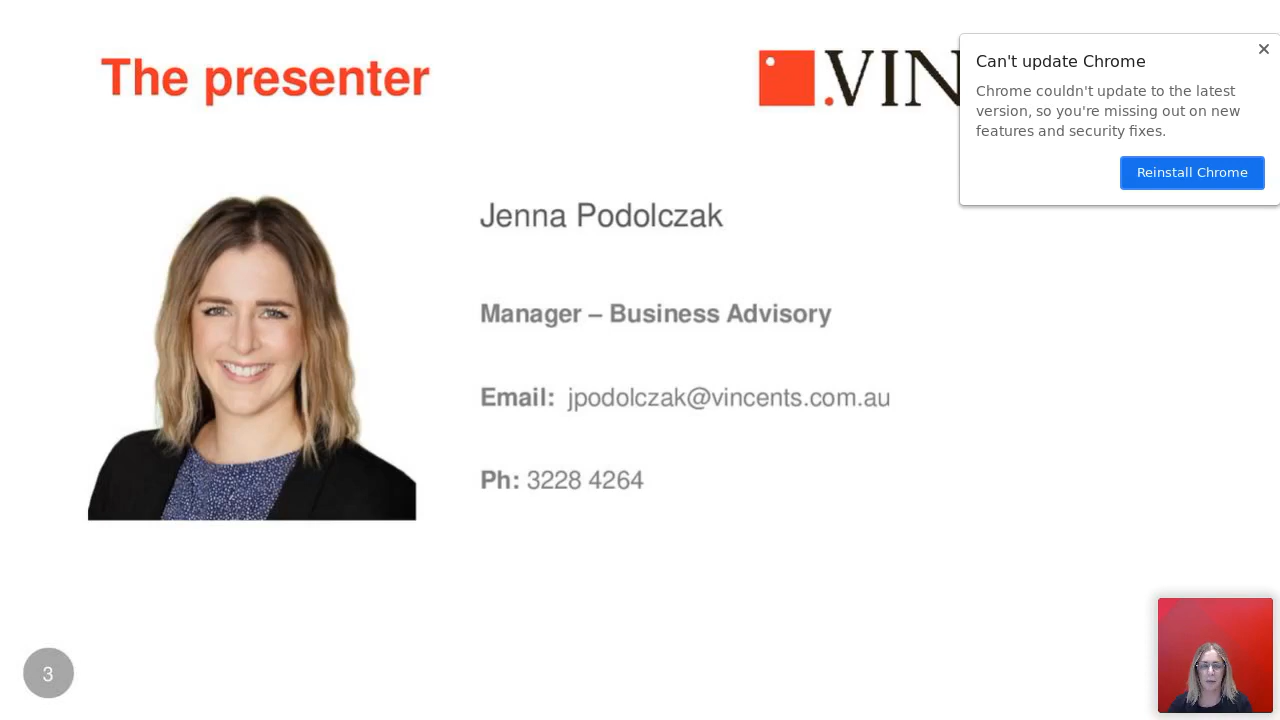 The presenter
.VIN
Can't update Chrome
Chrome couldn't update to the latest
version, so you're missing out on new
features and security fixes.
Reinstall Chrome
Jenna Podolczak
Manager – Business Advisory
Email: jpodolczak@vincents.com.au
Ph: 3228 4264
3